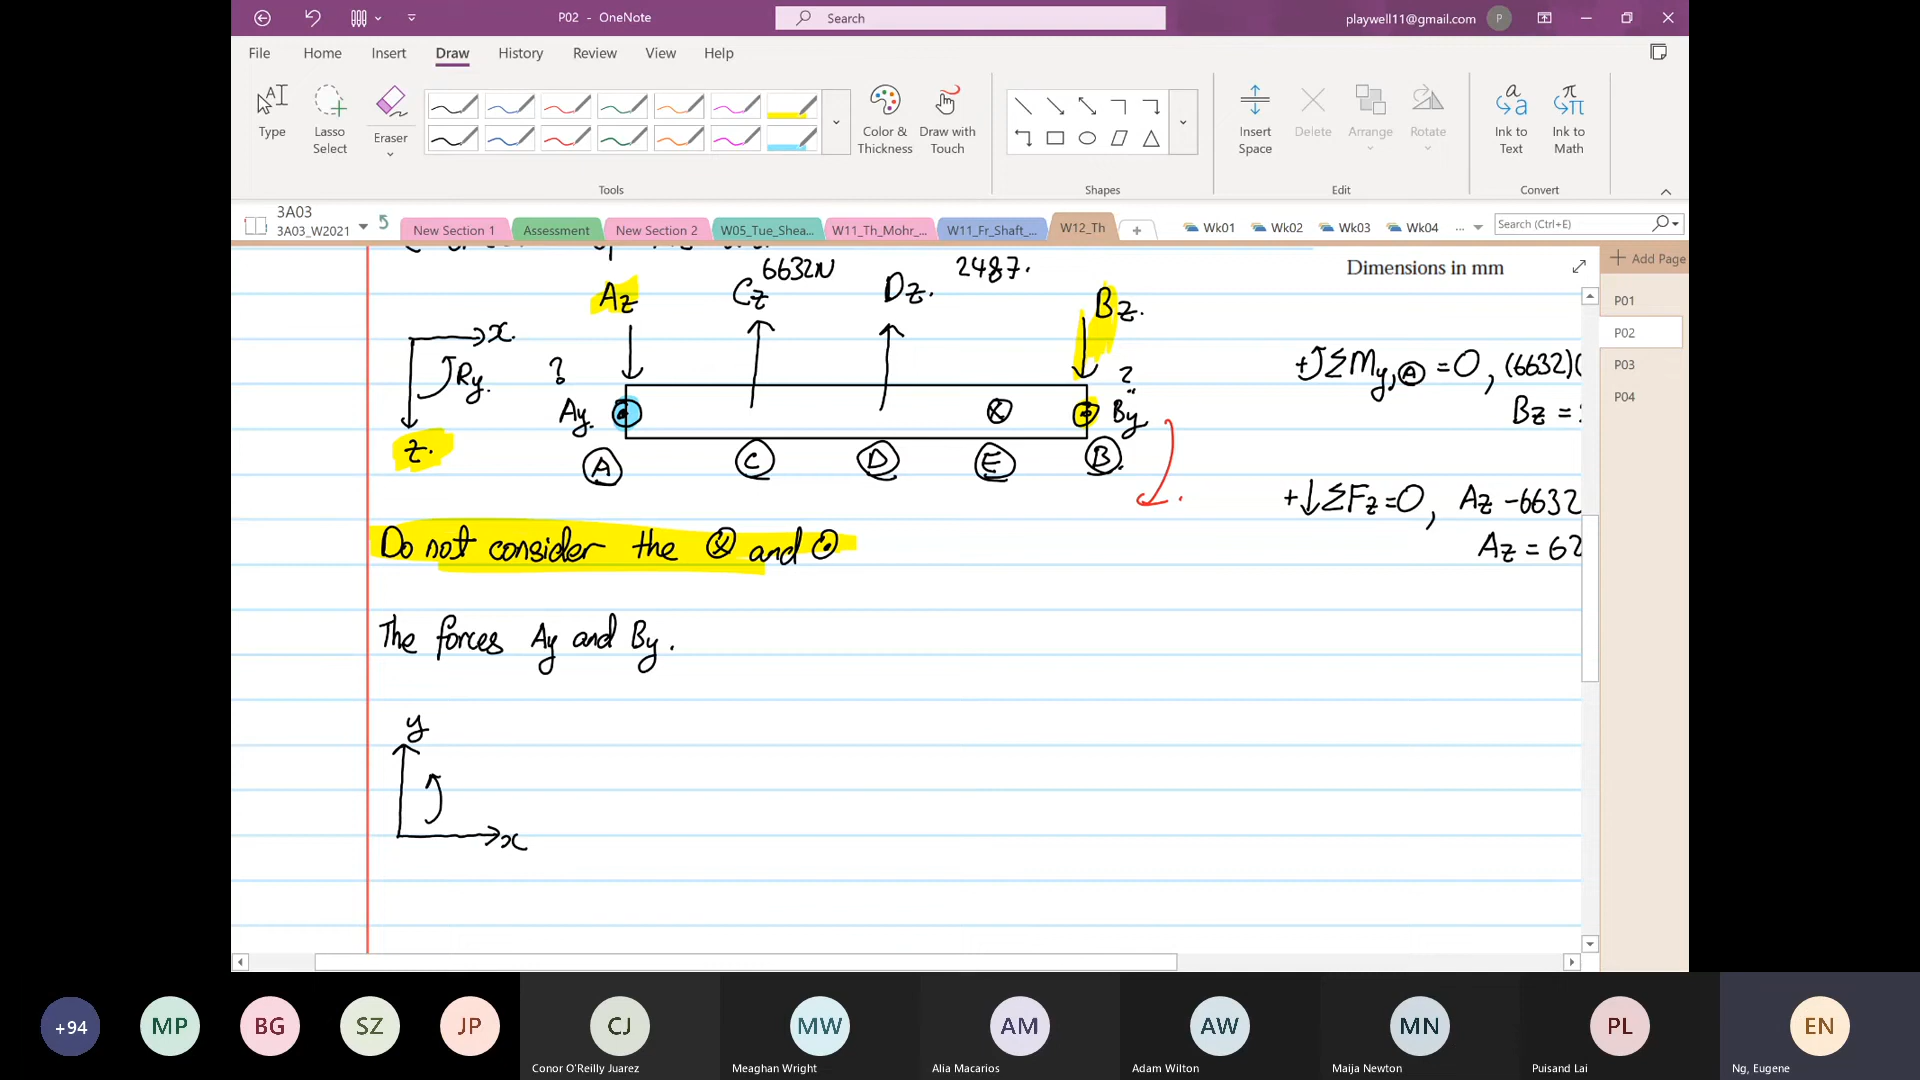 P02 - OneNote
Search
playwell11@gmail.com
P
File Home Insert Draw History Review View Help
Type
Lasso Select
Eraser
Color & Thickness
Draw with Touch
Insert Space
Delete
Arrange
Rotate
Ink to Text
Ink to Math
Tools
Shapes
Edit
Convert
3A03
3A03_W2021
New Section 1
Assessment
New Section 2
W05_Tue_Shea...
W11_Th_Mohr_...
W11_Fr_Shaft_...
W12_Th
+
Wk01
Wk02
Wk03
Wk04
...
Search (Ctrl+E)
Add Page
P01
P02
P03
P04
Dimensions in mm
6632N
2487.
Az
Cz
Dz.
Bz.
x.
Ry.
z.
?
?
Ay.
By
A
C
D
E
B.
+ΣMy,A =0, (6632)(
Bz =
+↓ΣFz=0, Az -6632
Az = 62
Do not consider the ⊗ and ⊙
The forces Ay and By.
y
x
+94
MP
BG
SZ
JP
CJ
Conor O'Reilly Juarez
MW
Meaghan Wright
AM
Alia Macarios
AW
Adam Wilton
MN
Maija Newton
PL
Puisand Lai
EN
Ng, Eugene